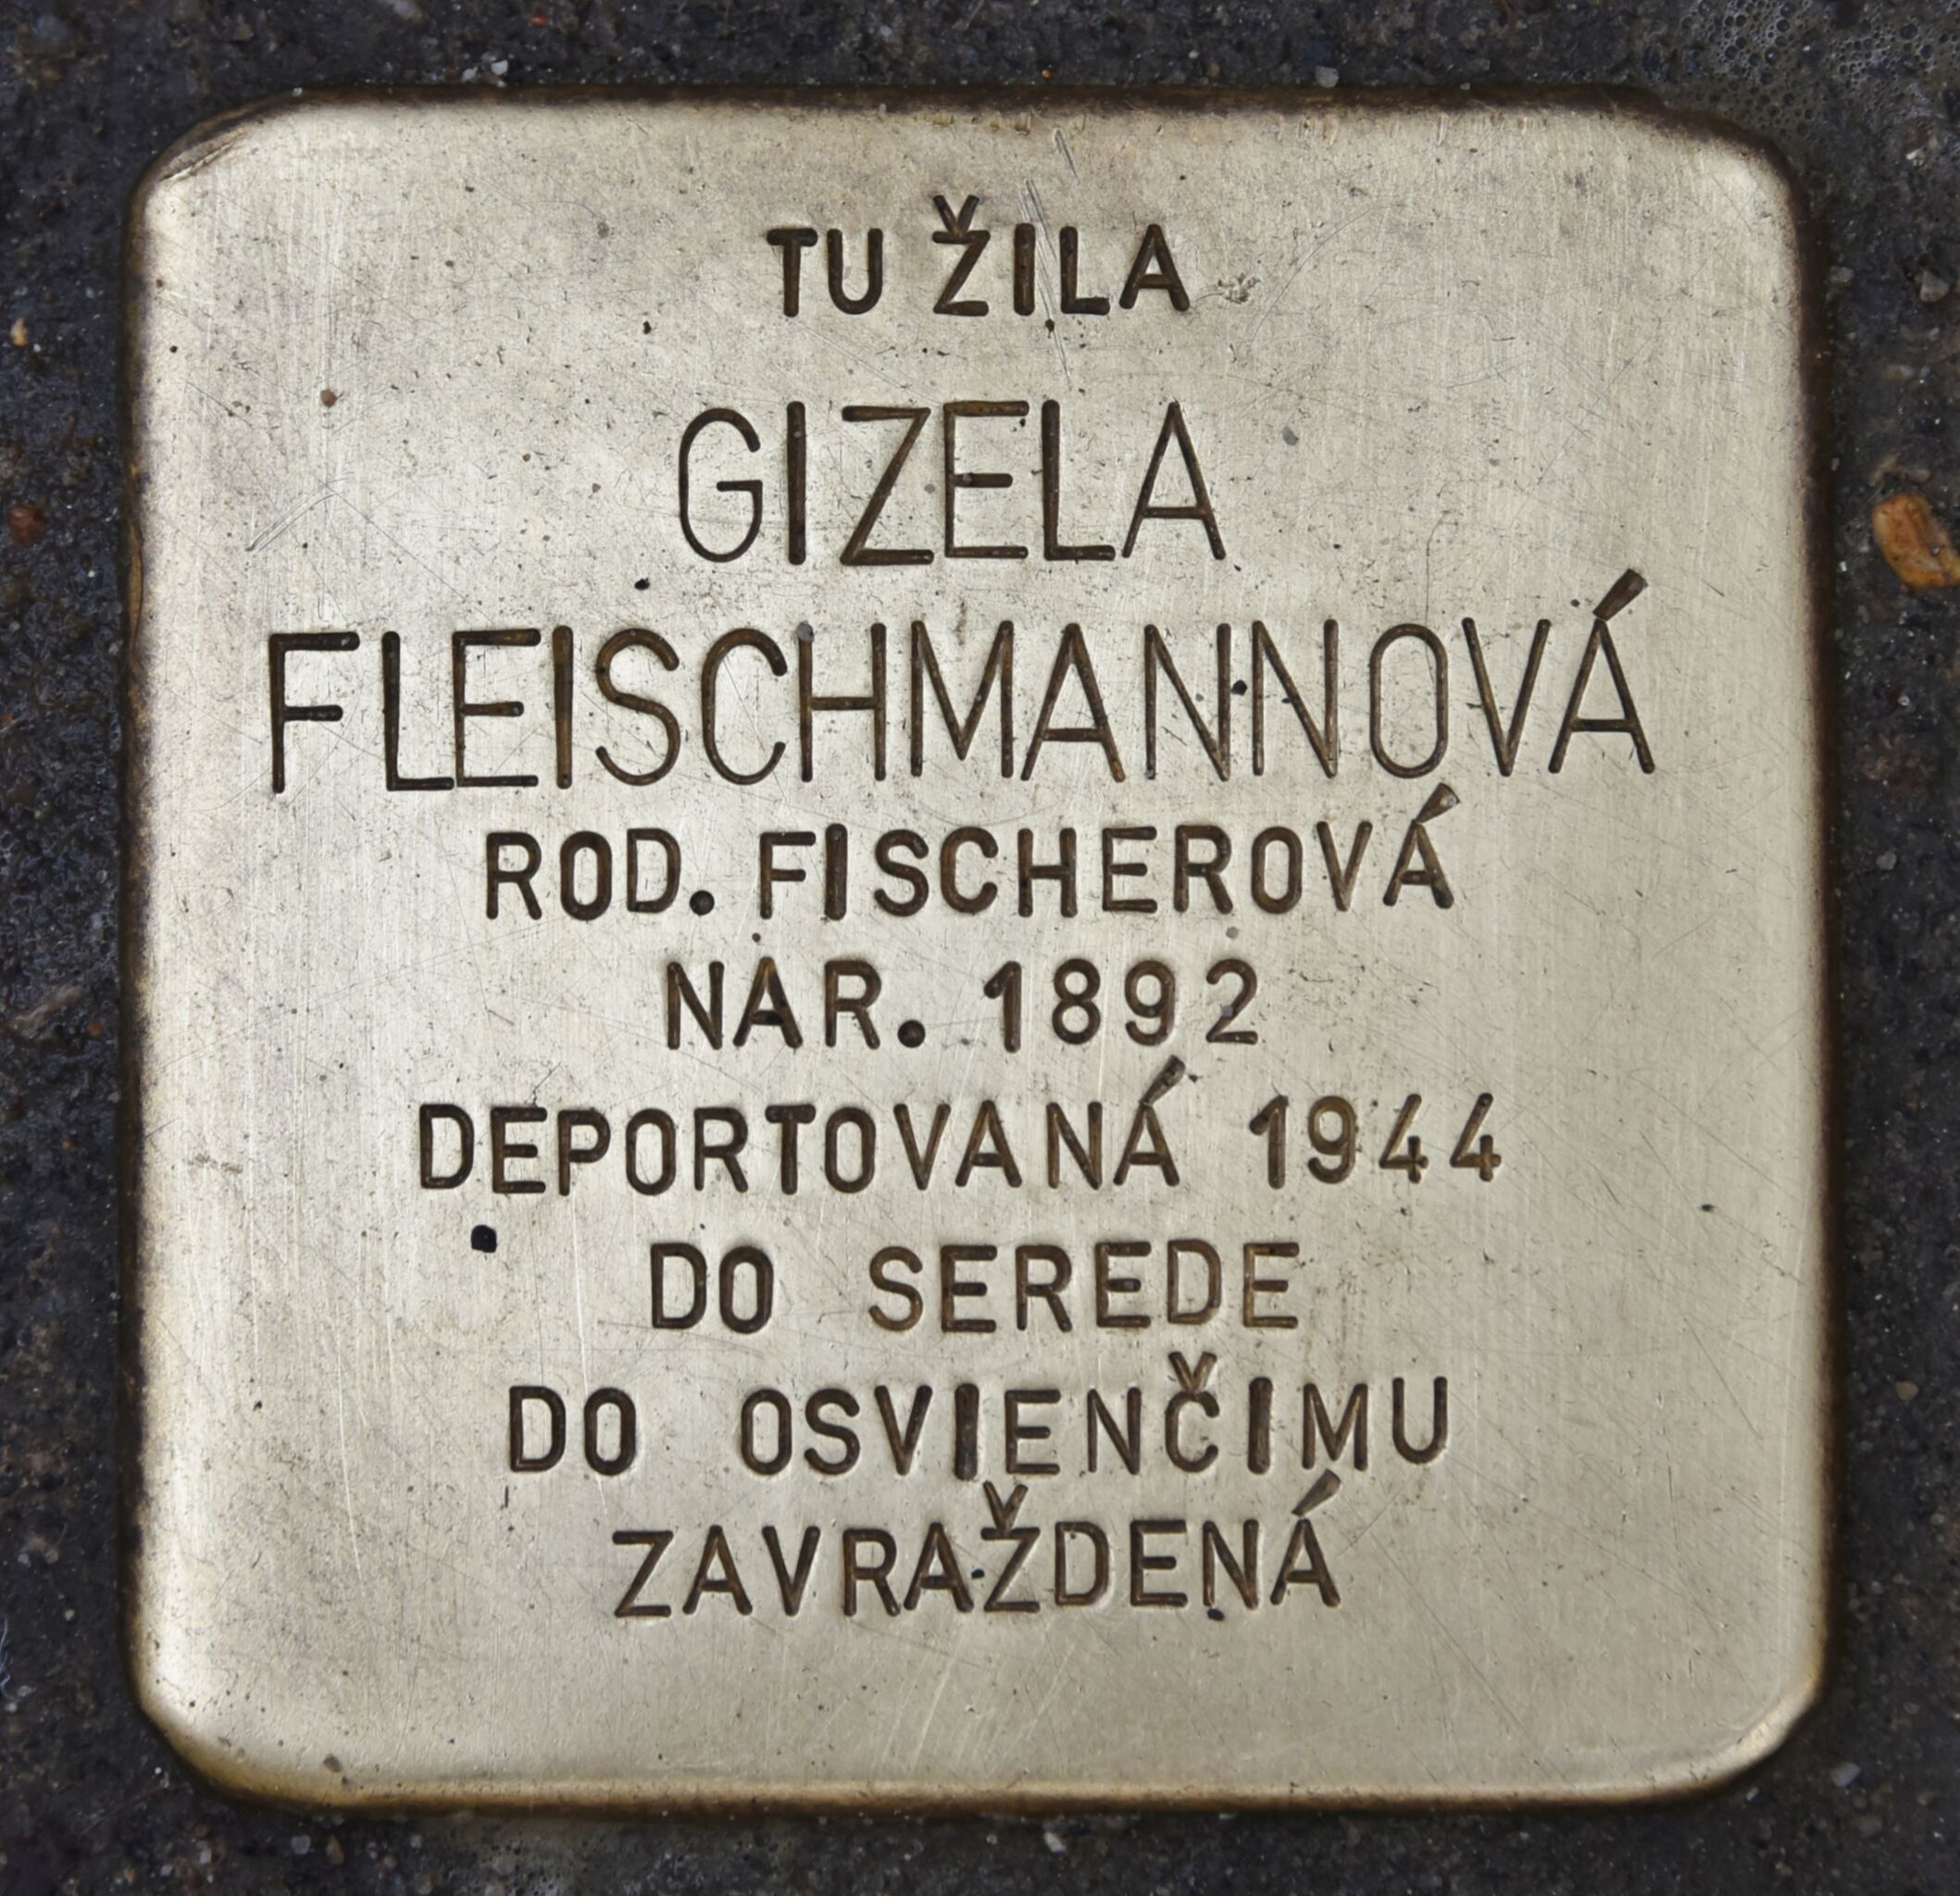 TU ŽILA
GIZELA
FLEISCHMANNOVÁ
ROD. FISCHEROVÁ
NAR. 1892
DEPORTOVANÁ 1944
DO SEREDE
DO OSVIENČIMU
ZAVRAŽDENÁ